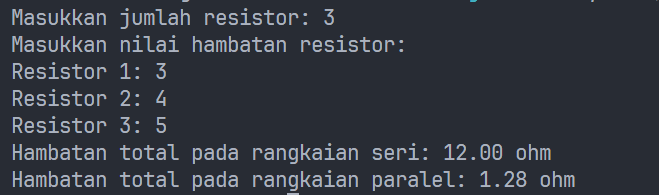 Masukkan jumlah resistor: 3
Masukkan nilai hambatan resistor:
Resistor 1: 3
Resistor 2: 4
Resistor 3: 5
Hambatan total pada rangkaian seri: 12.00 ohm
Hambatan total pada rangkaian paralel: 1.28 ohm